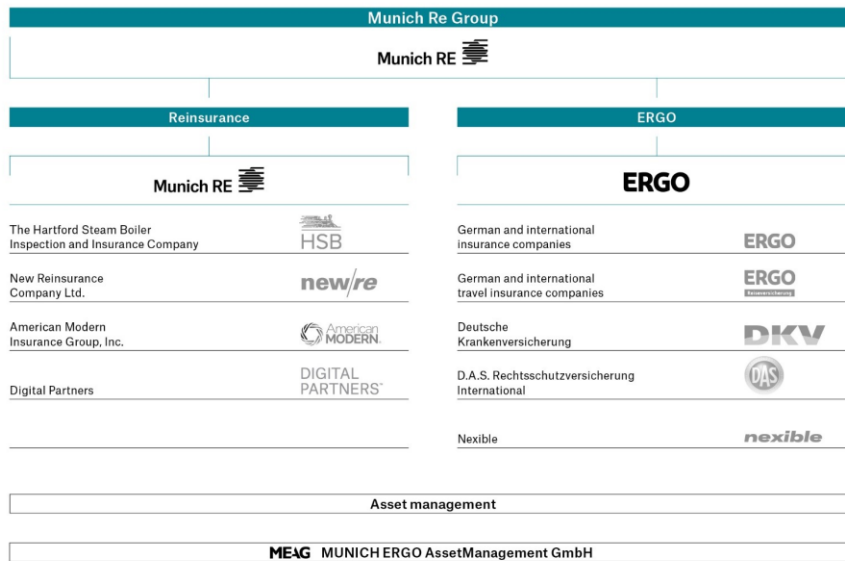 Munich Re Group
Munich RE
Reinsurance
Munich RE
The Hartford Steam Boiler
Inspection and Insurance Company
HSB
New Reinsurance
Company Ltd.
new/re
American Modern
Insurance Group, Inc.
American
MODERN
Digital Partners
DIGITAL
PARTNERS
ERGO
ERGO
German and international
insurance companies
ERGO
German and international
travel insurance companies
ERGO
Reiseversicherung
Deutsche
Krankenversicherung
DKV
D.A.S. Rechtsschutzversicherung
International
DAS
Nexible
nexible
Asset management
MEAG MUNICH ERGO AssetManagement GmbH